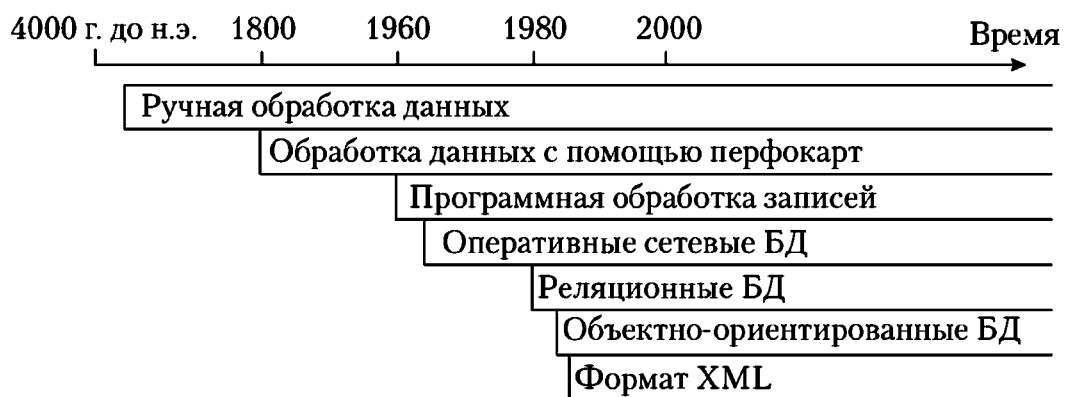 4000 г. до н.э. 1800 1960 1980 2000 Время
Ручная обработка данных
Обработка данных с помощью перфокарт
Программная обработка записей
Оперативные сетевые БД
Реляционные БД
Объектно-ориентированные БД
Формат XML